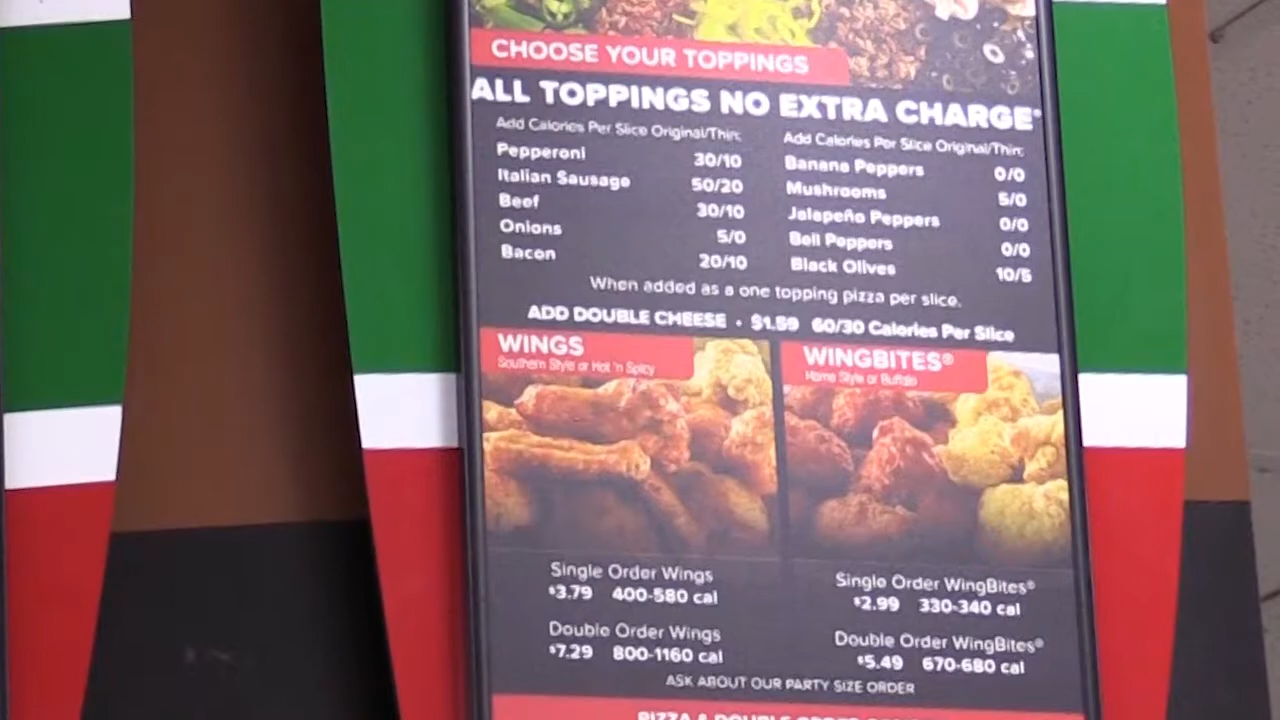 CHOOSE YOUR TOPPINGS
ALL TOPPINGS NO EXTRA CHARGE*
Add Calories Per Slice Original/Thin:
Pepperoni 30/10
Italian Sausage 50/20
Beef 30/10
Onions 5/0
Bacon 20/10
Add Calories Per Slice Original/Thin:
Banana Peppers 0/0
Mushrooms 5/0
Jalapeño Peppers 0/0
Bell Peppers 0/0
Black Olives 10/5
When added as a one topping pizza per slice.
ADD DOUBLE CHEESE • $1.59 60/30 Calories Per Slice
WINGS
Southern Style or Hot 'n Spicy
WINGBITES®
Home Style or Buffalo
Single Order Wings
$3.79 400-580 cal
Double Order Wings
$7.29 800-1160 cal
Single Order WingBites®
$2.99 330-340 cal
Double Order WingBites®
$5.49 670-680 cal
ASK ABOUT OUR PARTY SIZE ORDER
PIZZA & DOUBLE ORDER